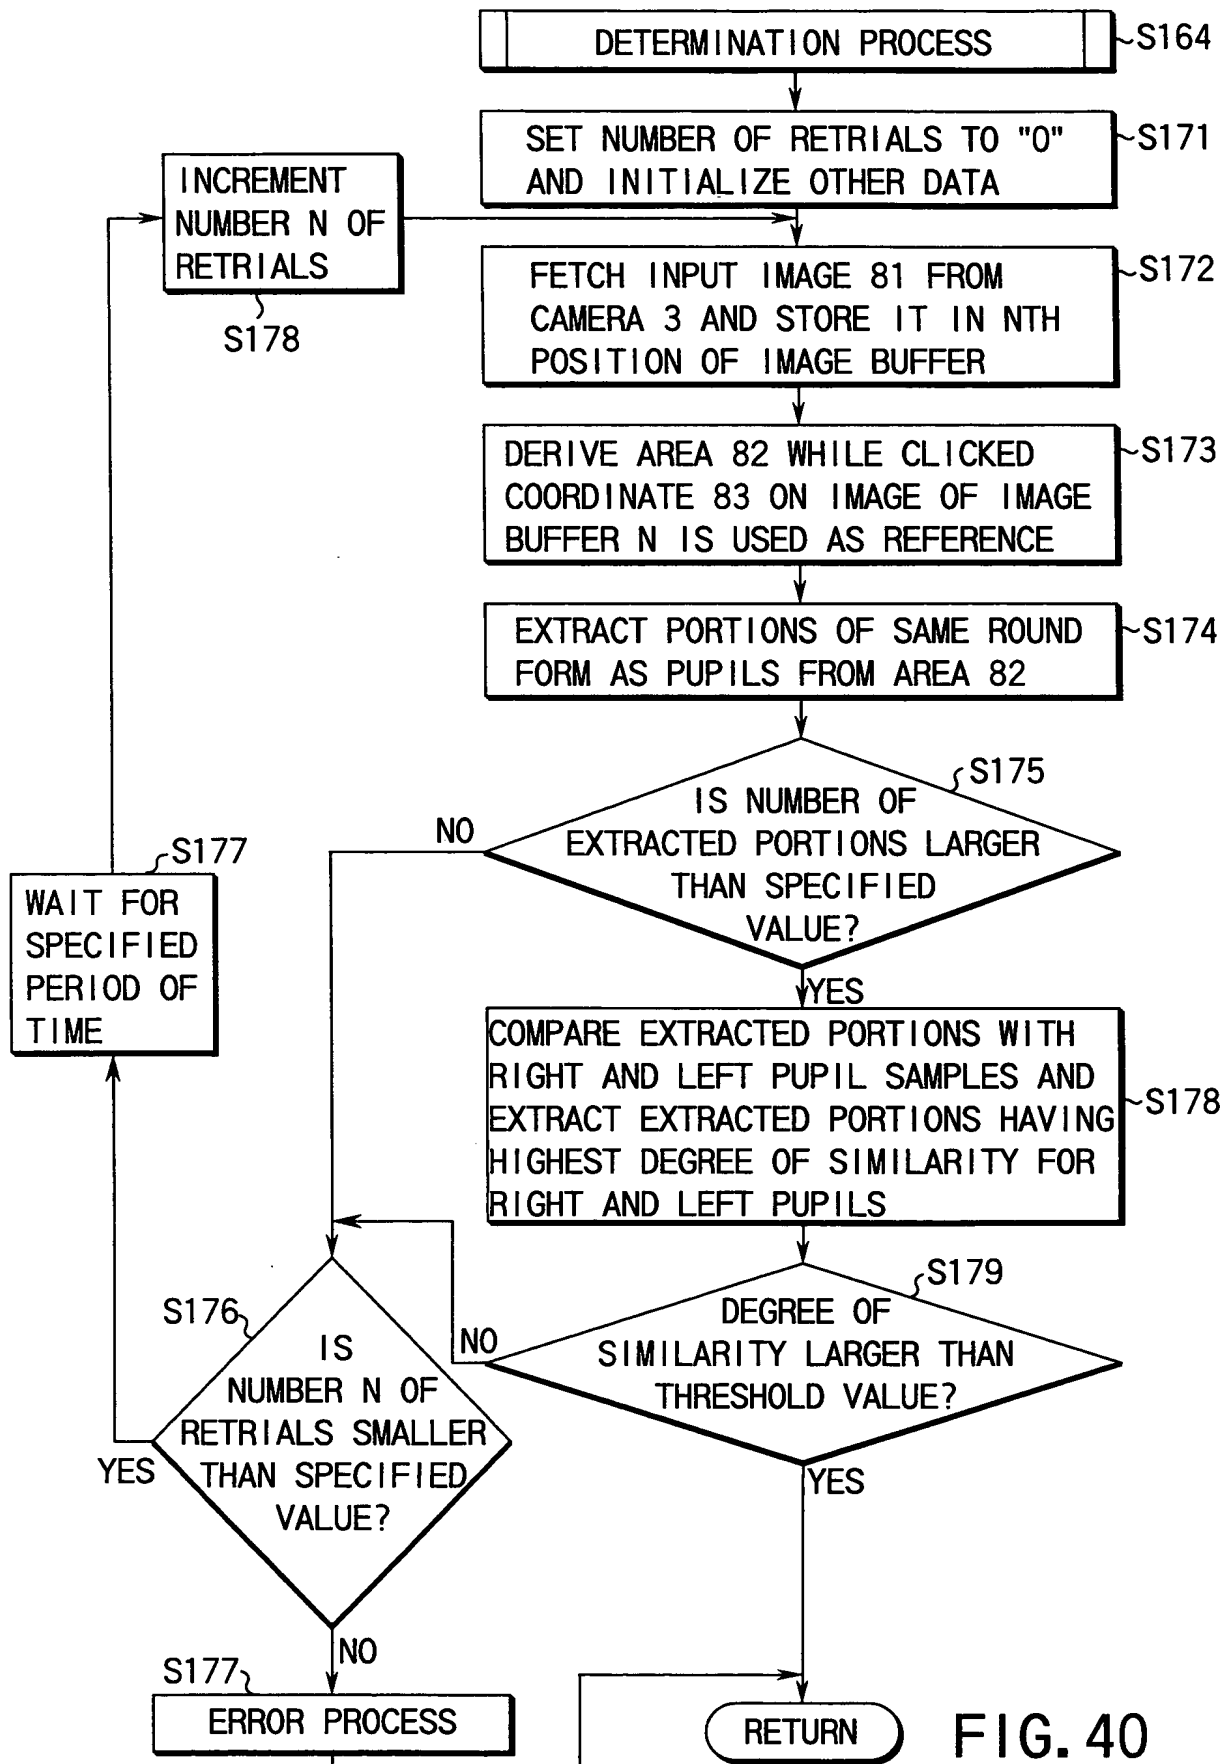 DETERMINATION PROCESS
S164
SET NUMBER OF RETRIALS TO "0"
AND INITIALIZE OTHER DATA
S171
INCREMENT
NUMBER N OF
RETRIALS
S178
FETCH INPUT IMAGE 81 FROM
CAMERA 3 AND STORE IT IN NTH
POSITION OF IMAGE BUFFER
S172
DERIVE AREA 82 WHILE CLICKED
COORDINATE 83 ON IMAGE OF IMAGE
BUFFER N IS USED AS REFERENCE
S173
EXTRACT PORTIONS OF SAME ROUND
FORM AS PUPILS FROM AREA 82
S174
S175
IS NUMBER OF
EXTRACTED PORTIONS LARGER
THAN SPECIFIED
VALUE?
NO
YES
S177
WAIT FOR
SPECIFIED
PERIOD OF
TIME
COMPARE EXTRACTED PORTIONS WITH
RIGHT AND LEFT PUPIL SAMPLES AND
EXTRACT EXTRACTED PORTIONS HAVING
HIGHEST DEGREE OF SIMILARITY FOR
RIGHT AND LEFT PUPILS
S178
S179
DEGREE OF
SIMILARITY LARGER THAN
THRESHOLD VALUE?
NO
YES
S176
IS
NUMBER N OF
RETRIALS SMALLER
THAN SPECIFIED
VALUE?
YES
NO
S177
ERROR PROCESS
RETURN
FIG. 40